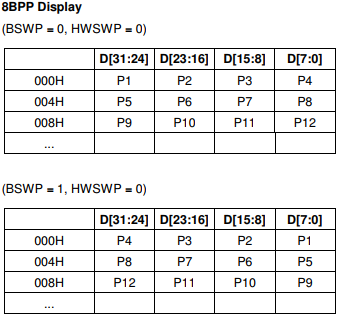 8BPP Display
(BSWP = 0, HWSWP = 0)
D[31:24] D[23:16] D[15:8] D[7:0]
000H P1 P2 P3 P4
004H P5 P6 P7 P8
008H P9 P10 P11 P12
...
(BSWP = 1, HWSWP = 0)
D[31:24] D[23:16] D[15:8] D[7:0]
000H P4 P3 P2 P1
004H P8 P7 P6 P5
008H P12 P11 P10 P9
...